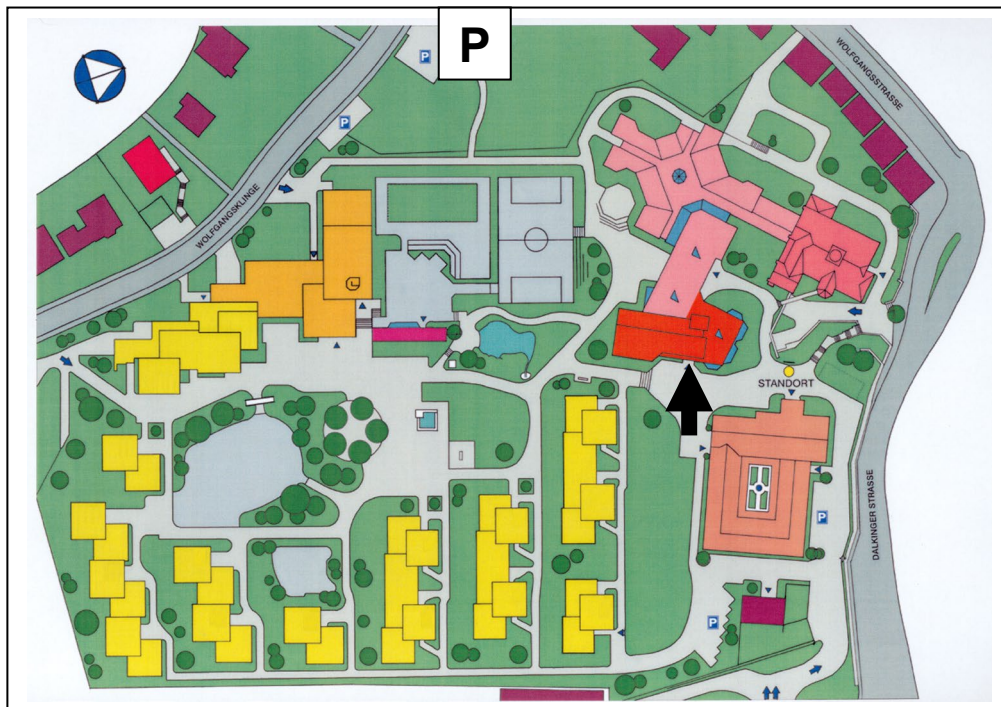 P
P
P
WOLFGANGSSTRASSE
WOLFGANGSKLINGE
STANDORT
P
DALKINGER STRASSE
P